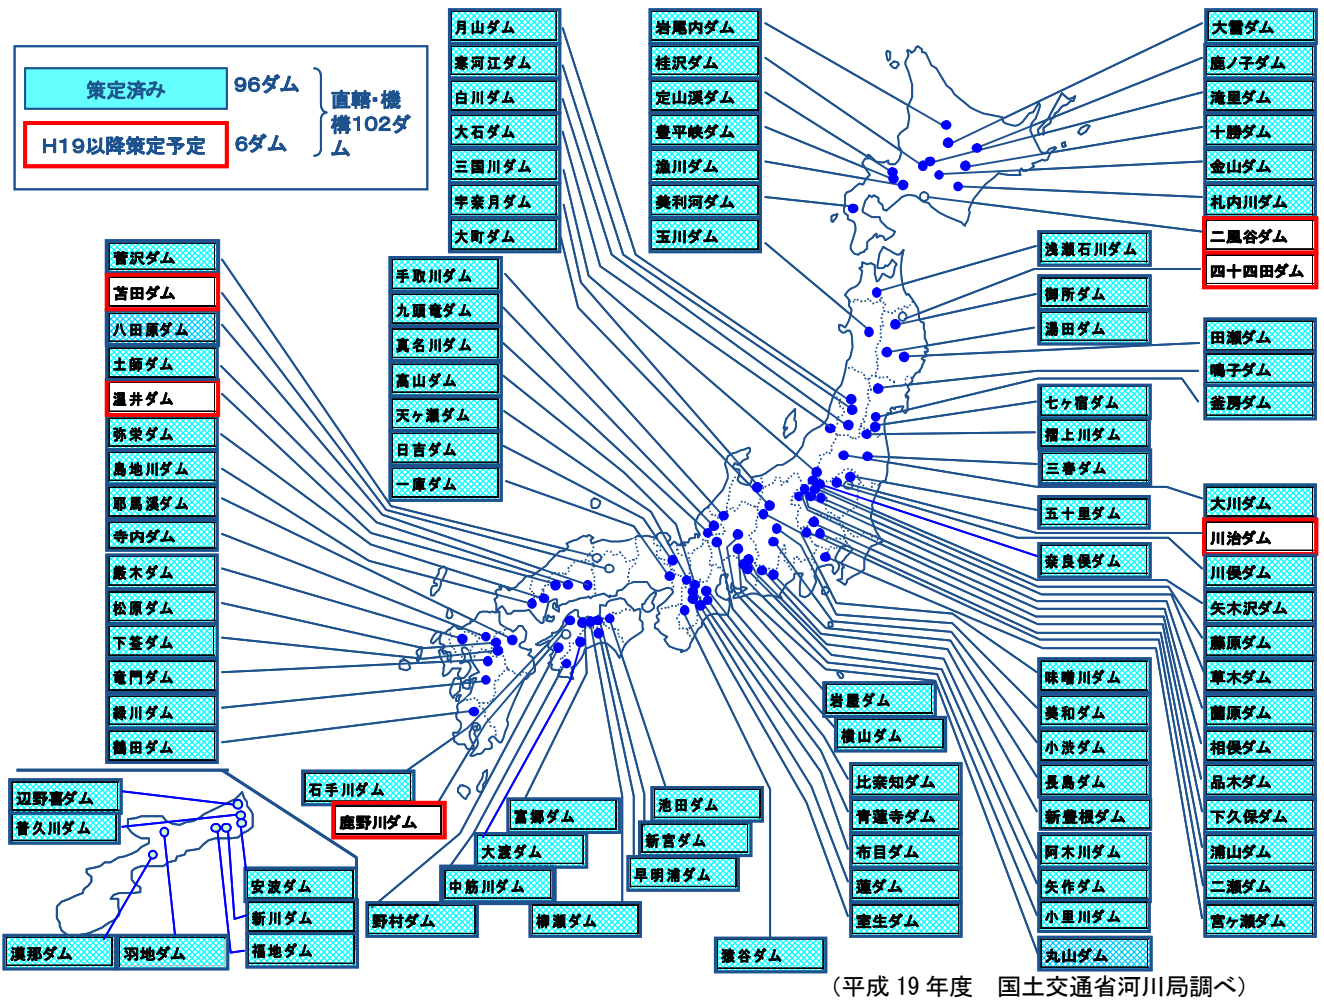 策定済み
96ダム
H19以降策定予定
6ダム
直轄・機
構102ダ
ム
月山ダム
寒河江ダム
白川ダム
大石ダム
三国川ダム
宇奈月ダム
大町ダム
岩尾内ダム
桂沢ダム
定山渓ダム
豊平峡ダム
漁川ダム
美利河ダム
玉川ダム
大雪ダム
鹿ノ子ダム
滝里ダム
十勝ダム
金山ダム
札内川ダム
二風谷ダム
四十四田ダム
浅瀬石川ダム
御所ダム
湯田ダム
田瀬ダム
鳴子ダム
釜房ダム
七ヶ宿ダム
摺上川ダム
三春ダム
五十里ダム
奈良俣ダム
大川ダム
川治ダム
川俣ダム
矢木沢ダム
藤原ダム
草木ダム
薗原ダム
相俣ダム
品木ダム
下久保ダム
浦山ダム
二瀬ダム
宮ヶ瀬ダム
菅沢ダム
苫田ダム
八田原ダム
土師ダム
温井ダム
弥栄ダム
島地川ダム
耶馬溪ダム
寺内ダム
厳木ダム
松原ダム
下筌ダム
竜門ダム
緑川ダム
鶴田ダム
手取川ダム
九頭竜ダム
真名川ダム
高山ダム
天ヶ瀬ダム
日吉ダム
一庫ダム
味噌川ダム
美和ダム
小渋ダム
長島ダム
新豊根ダム
阿木川ダム
矢作ダム
小里川ダム
丸山ダム
岩屋ダム
横山ダム
比奈知ダム
青蓮寺ダム
布目ダム
蓮ダム
室生ダム
猿谷ダム
石手川ダム
鹿野川ダム
富郷ダム
大渡ダム
中筋川ダム
野村ダム
池田ダム
新宮ダム
早明浦ダム
柳瀬ダム
辺野喜ダム
普久川ダム
安波ダム
新川ダム
福地ダム
漢那ダム
羽地ダム
（平成 19 年度　国土交通省河川局調べ）